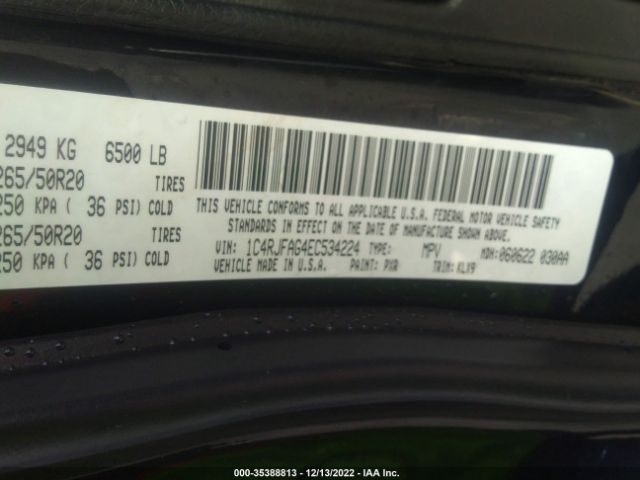 2949 KG 6500 LB
265/50R20 TIRES
250 KPA ( 36 PSI) COLD
265/50R20 TIRES
250 KPA ( 36 PSI) COLD
THIS VEHICLE CONFORMS TO ALL APPLICABLE U.S.A. FEDERAL MOTOR VEHICLE SAFETY
STANDARDS IN EFFECT ON THE DATE OF MANUFACTURE SHOWN ABOVE.
VIN: 1C4RJFAG4EC534224 TYPE: MPV MDH: 060622 030AA
VEHICLE MADE IN U.S.A. PAINT: PXR TRIM: KLX9
000-35388813 - 12/13/2022 - IAA Inc.